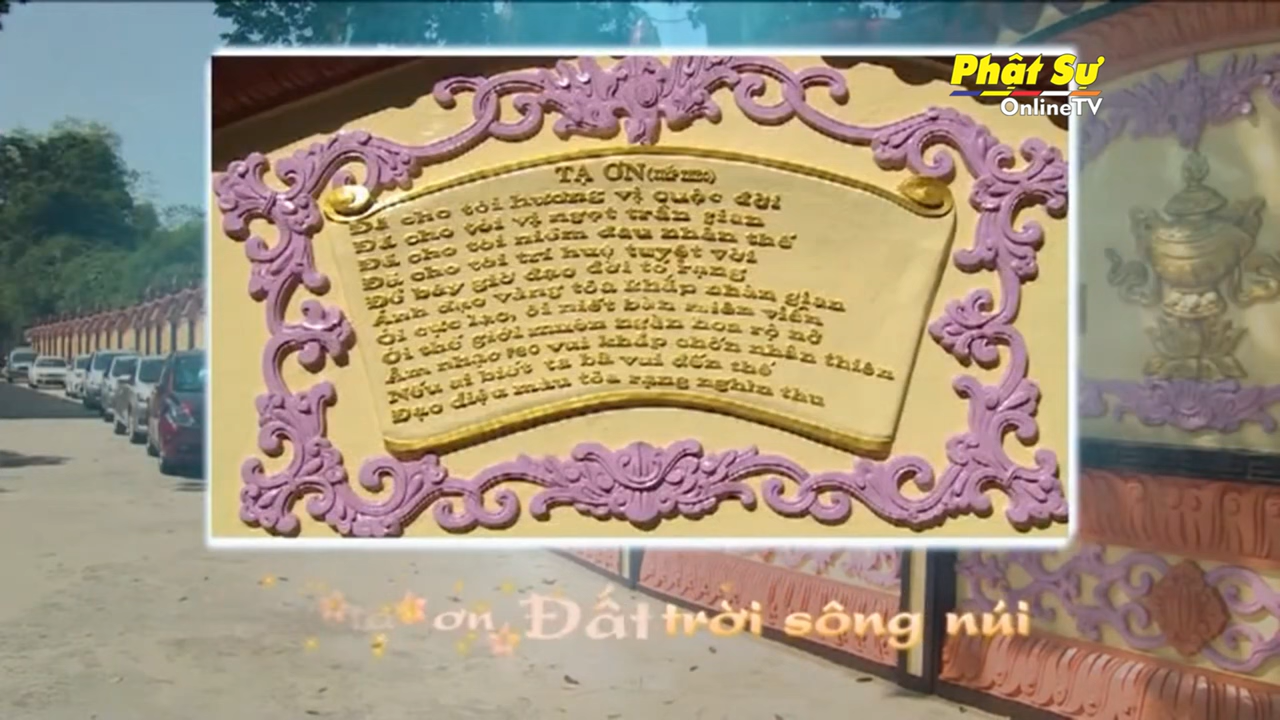 Phật Sự
OnlineTV
TẠ ƠN
Đã cho tôi hương vị cuộc đời
Đã cho tôi vị ngọt trần gian
Đã cho tôi niềm đau nhân thế
Đã cho tôi trí huệ tuyệt vời
Để bây giờ đạo đời tỏ rạng
Ánh đạo vàng tỏa khắp nhân gian
Ôi cực lạc, ôi niết bàn miên viễn
Ôi thế giới muôn ngàn hoa rộ nở
Âm nhạc reo vui khắp chốn nhân thiên
Nếu ai biết ta bà vui đến thế
Đạo diệu mầu tỏa rạng nghìn thu
ơn Đất trời sông núi